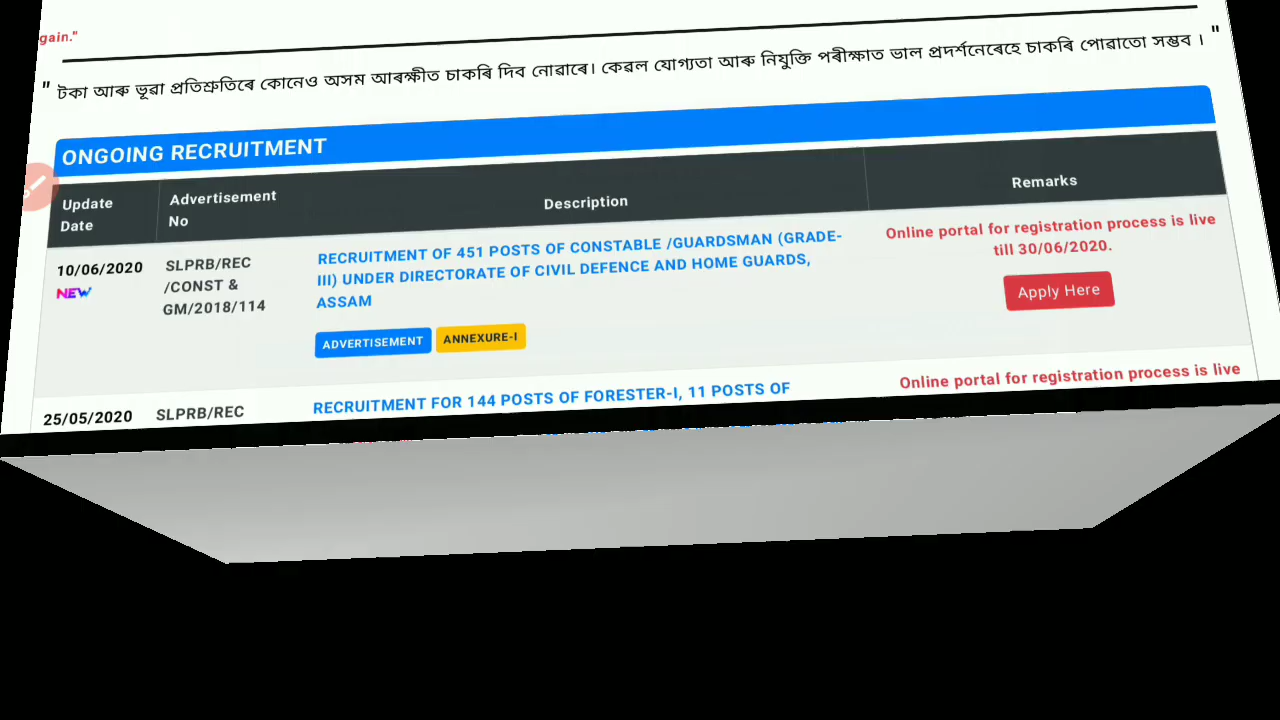 gain."
" টকা আৰু ভূৱা প্ৰতিশ্ৰুতিৰে কোনেও অসম আৰক্ষীত চাকৰি দিব নোৱাৰে। কেৱল যোগ্যতা আৰু নিযুক্তি পৰীক্ষাত ভাল প্ৰদৰ্শনেৰেহে চাকৰি পোৱাতো সম্ভব । "
ONGOING RECRUITMENT
Update
Date
Advertisement
No
Description
Remarks
10/06/2020
NEW
SLPRB/REC
/CONST &
GM/2018/114
RECRUITMENT OF 451 POSTS OF CONSTABLE /GUARDSMAN (GRADE-
III) UNDER DIRECTORATE OF CIVIL DEFENCE AND HOME GUARDS,
ASSAM
ADVERTISEMENT ANNEXURE-I
Online portal for registration process is live
till 30/06/2020.
Apply Here
25/05/2020
SLPRB/REC
RECRUITMENT FOR 144 POSTS OF FORESTER-I, 11 POSTS OF
Online portal for registration process is live